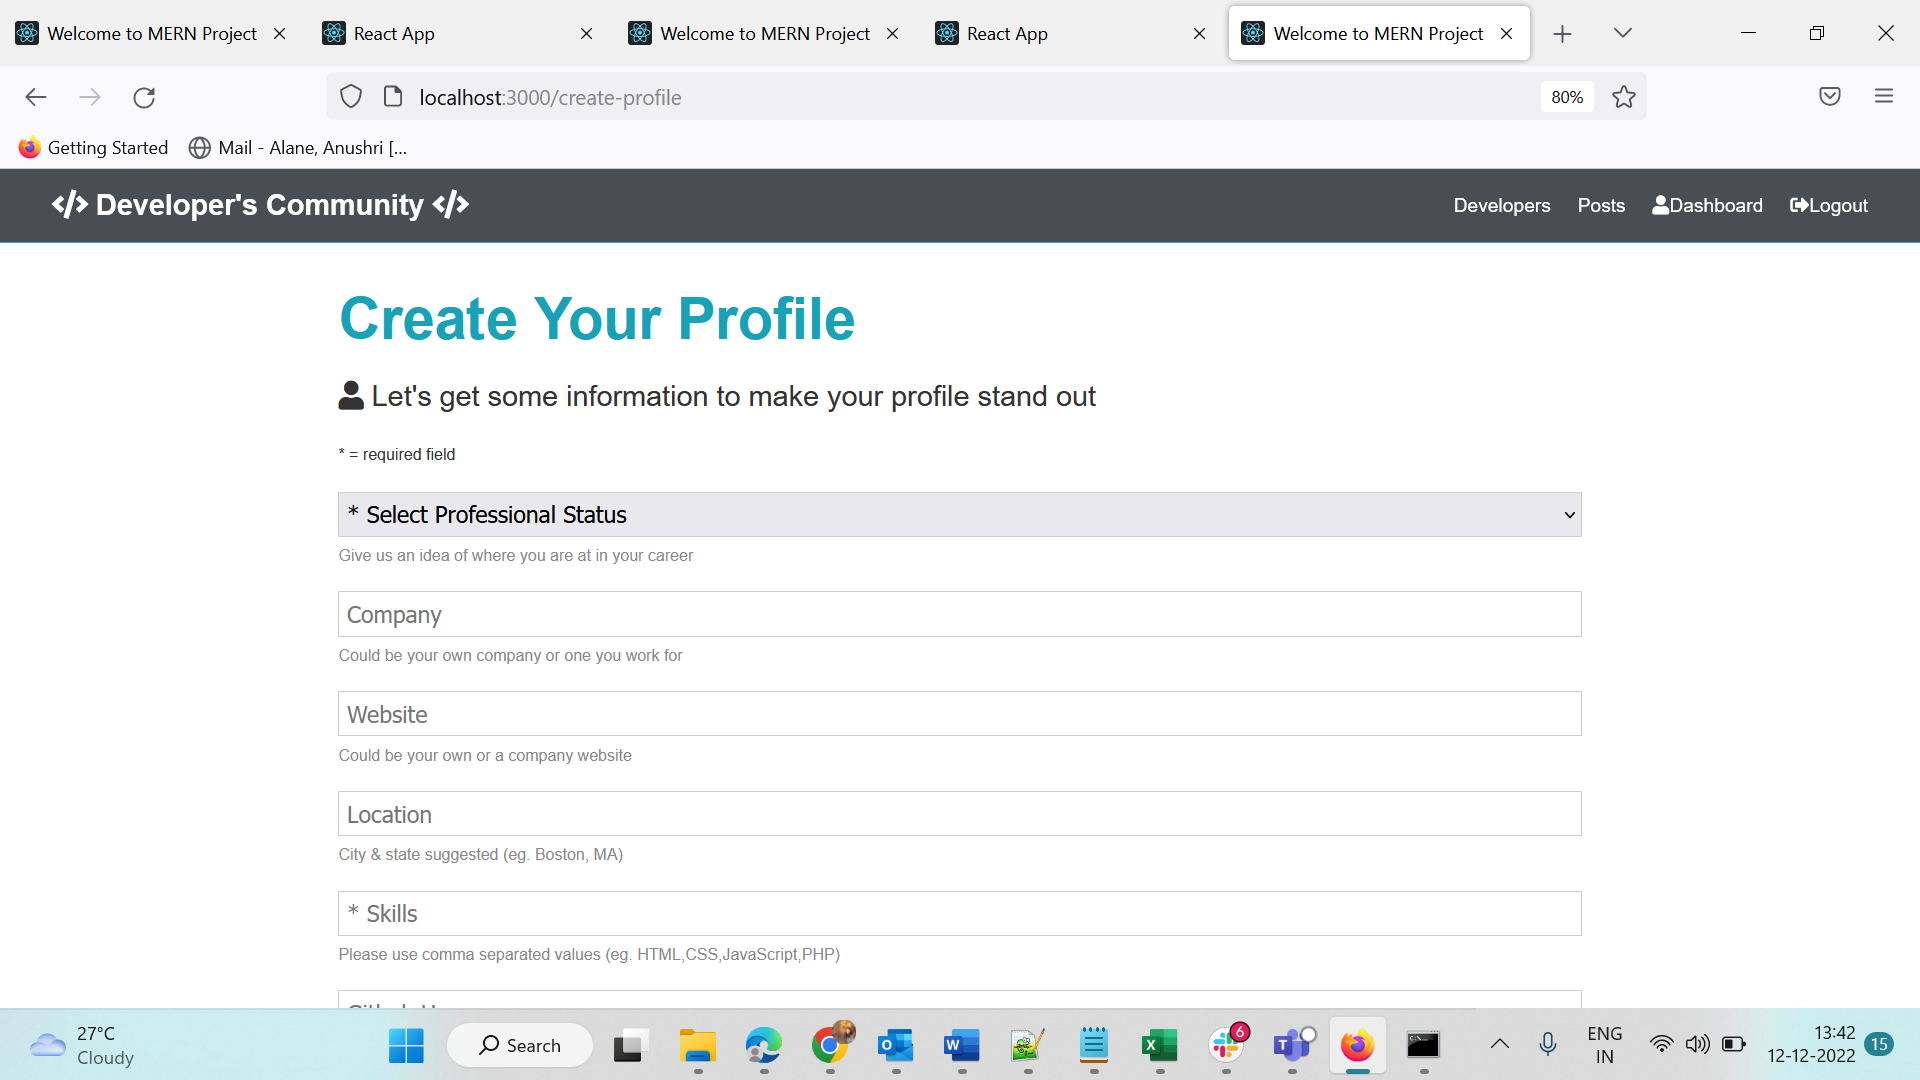 Welcome to MERN Project
React App
Welcome to MERN Project
React App
Welcome to MERN Project
localhost:3000/create-profile
80%
Getting Started
Mail - Alane, Anushri [...
</> Developer's Community </>
Developers
Posts
Dashboard
Logout
Create Your Profile
Let's get some information to make your profile stand out
* = required field
* Select Professional Status
Give us an idea of where you are at in your career
Company
Could be your own company or one you work for
Website
Could be your own or a company website
Location
City & state suggested (eg. Boston, MA)
* Skills
Please use comma separated values (eg. HTML,CSS,JavaScript,PHP)
27°C
Cloudy
Search
6
ENG
IN
13:42
12-12-2022
15